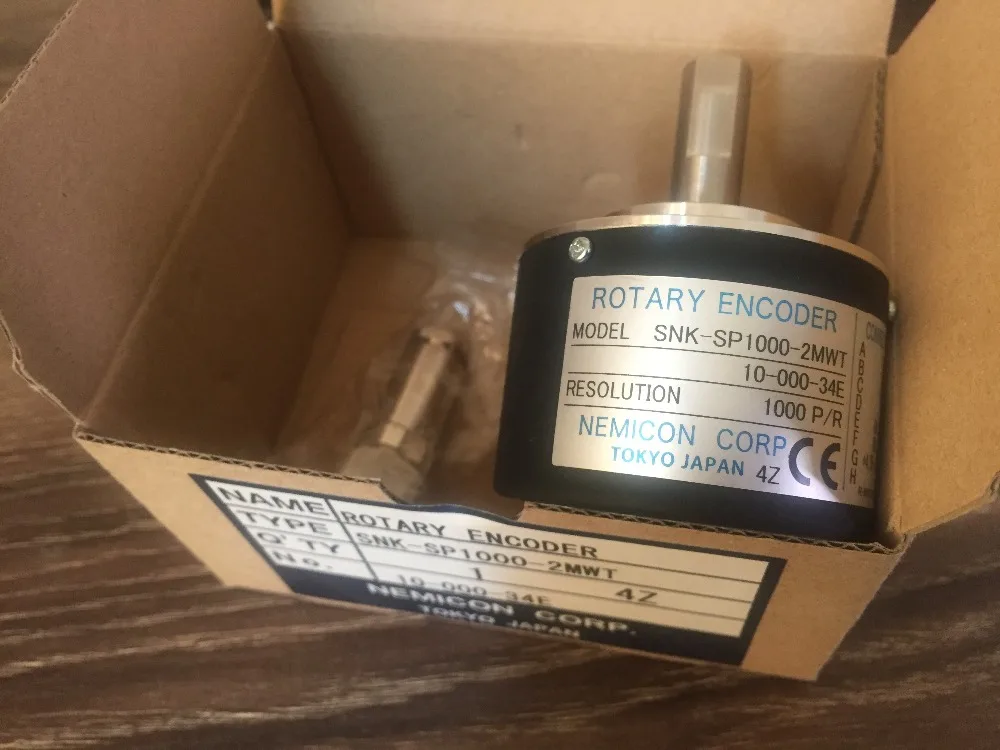 ROTARY ENCODER
MODEL SNK-SP1000-2MWT
10-000-34E
RESOLUTION 1000 P/R
NEMICON CORP
TOKYO JAPAN 4Z CE
A
B
C
D
E
F
G
H
NAME ROTARY ENCODER
TYPE SNK-SP1000-2MWT
Q'TY 1 4Z
No. 10-000-34E
NEMICON CORP.
TOKYO JAPAN